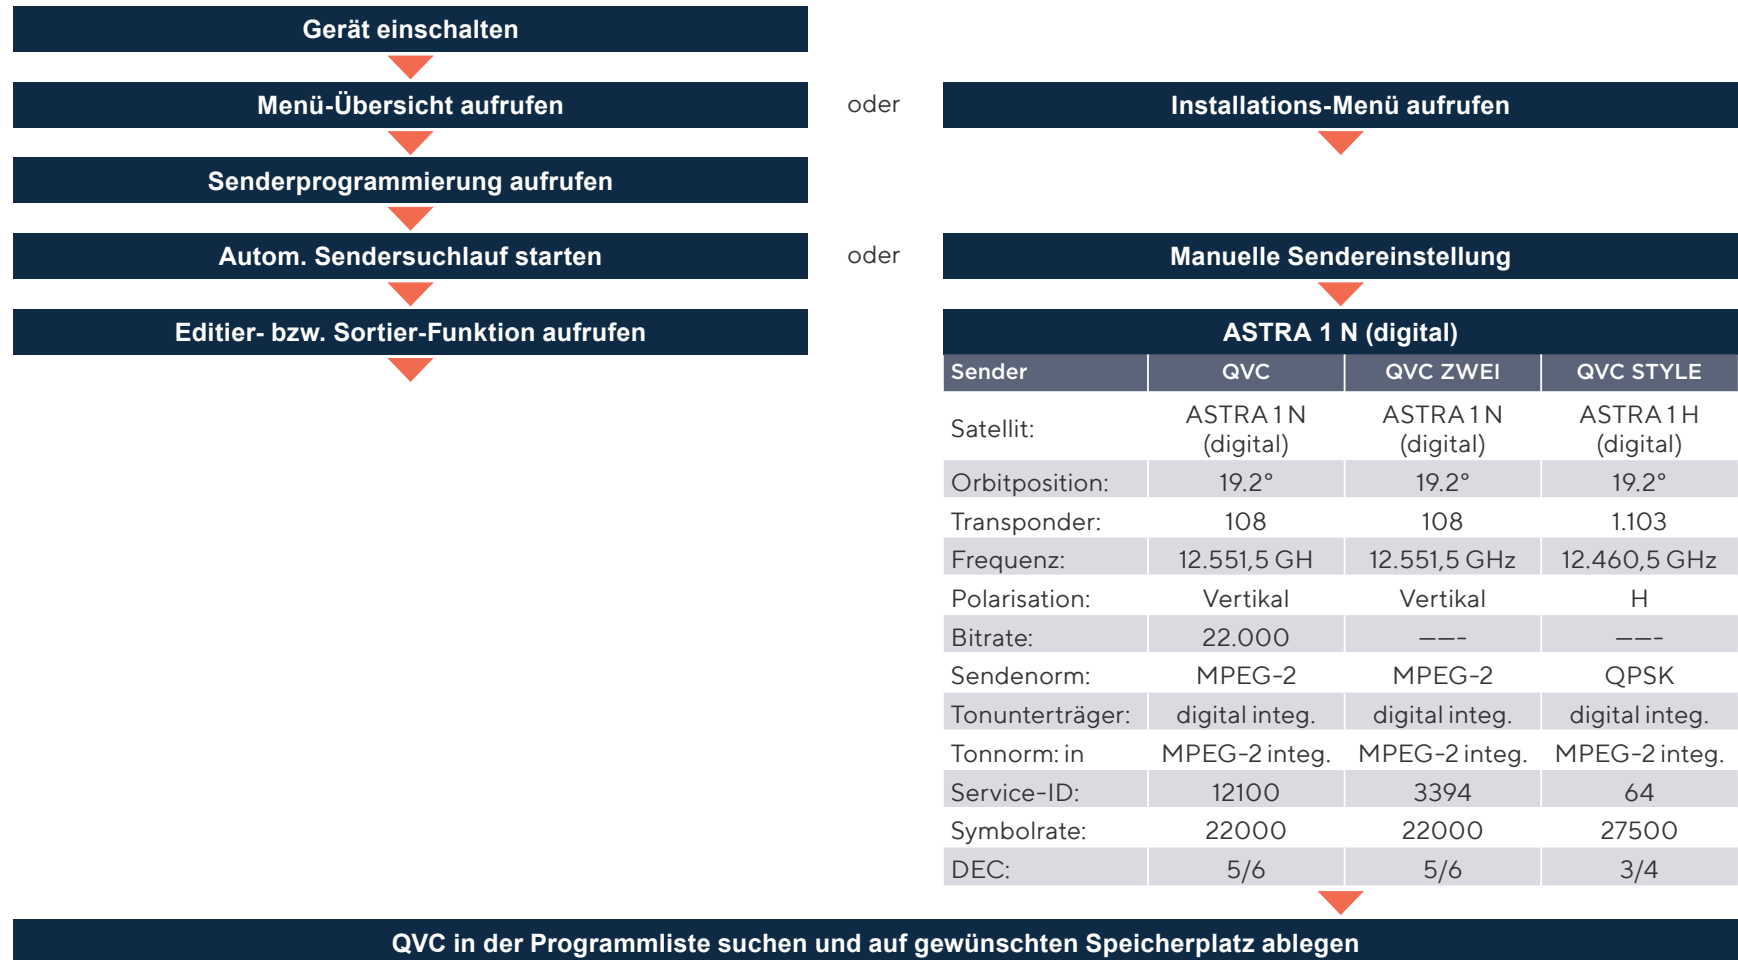 Gerät einschalten
Menü-Übersicht aufrufen
oder
Installations-Menü aufrufen
Senderprogrammierung aufrufen
Autom. Sendersuchlauf starten
oder
Manuelle Sendereinstellung
Editier- bzw. Sortier-Funktion aufrufen
ASTRA 1 N (digital)
Sender QVC QVC ZWEI QVC STYLE
Satellit: ASTRA 1 N (digital) ASTRA 1 N (digital) ASTRA 1 H (digital)
Orbitposition: 19.2° 19.2° 19.2°
Transponder: 108 108 1.103
Frequenz: 12.551,5 GH 12.551,5 GHz 12.460,5 GHz
Polarisation: Vertikal Vertikal H
Bitrate: 22.000 ––- ––-
Sendenorm: MPEG-2 MPEG-2 QPSK
Tonunterträger: digital integ. digital integ. digital integ.
Tonnorm: in MPEG-2 integ. MPEG-2 integ. MPEG-2 integ.
Service-ID: 12100 3394 64
Symbolrate: 22000 22000 27500
DEC: 5/6 5/6 3/4
QVC in der Programmliste suchen und auf gewünschten Speicherplatz ablegen